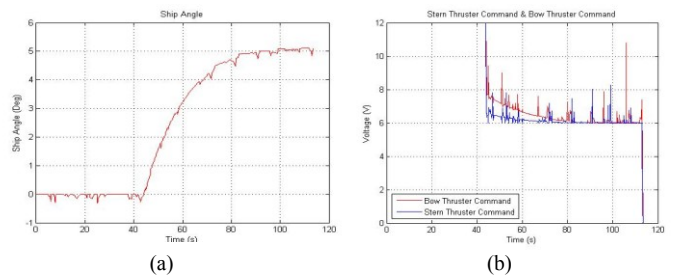 Ship Angle
6
5
4
3
2
1
0
-1
0 20 40 60 80 100 120
Ship Angle (Deg)
Time (s)
(a)
Stern Thruster Command & Bow Thruster Command
12
10
8
6
4
2
0
0 20 40 60 80 100 120
Voltage (V)
Bow Thruster Command
Stern Thruster Command
Time (s)
(b)